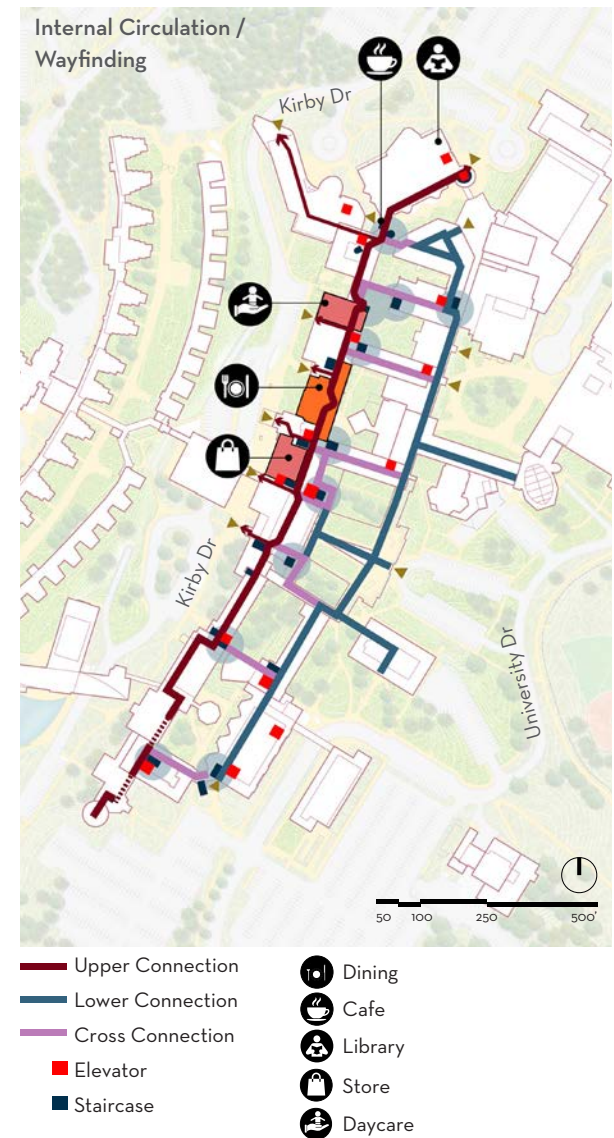 Internal Circulation /
Wayfinding
Kirby Dr
Kirby Dr
University Dr
50 100 250 500'
Upper Connection
Lower Connection
Cross Connection
Elevator
Staircase
Dining
Cafe
Library
Store
Daycare